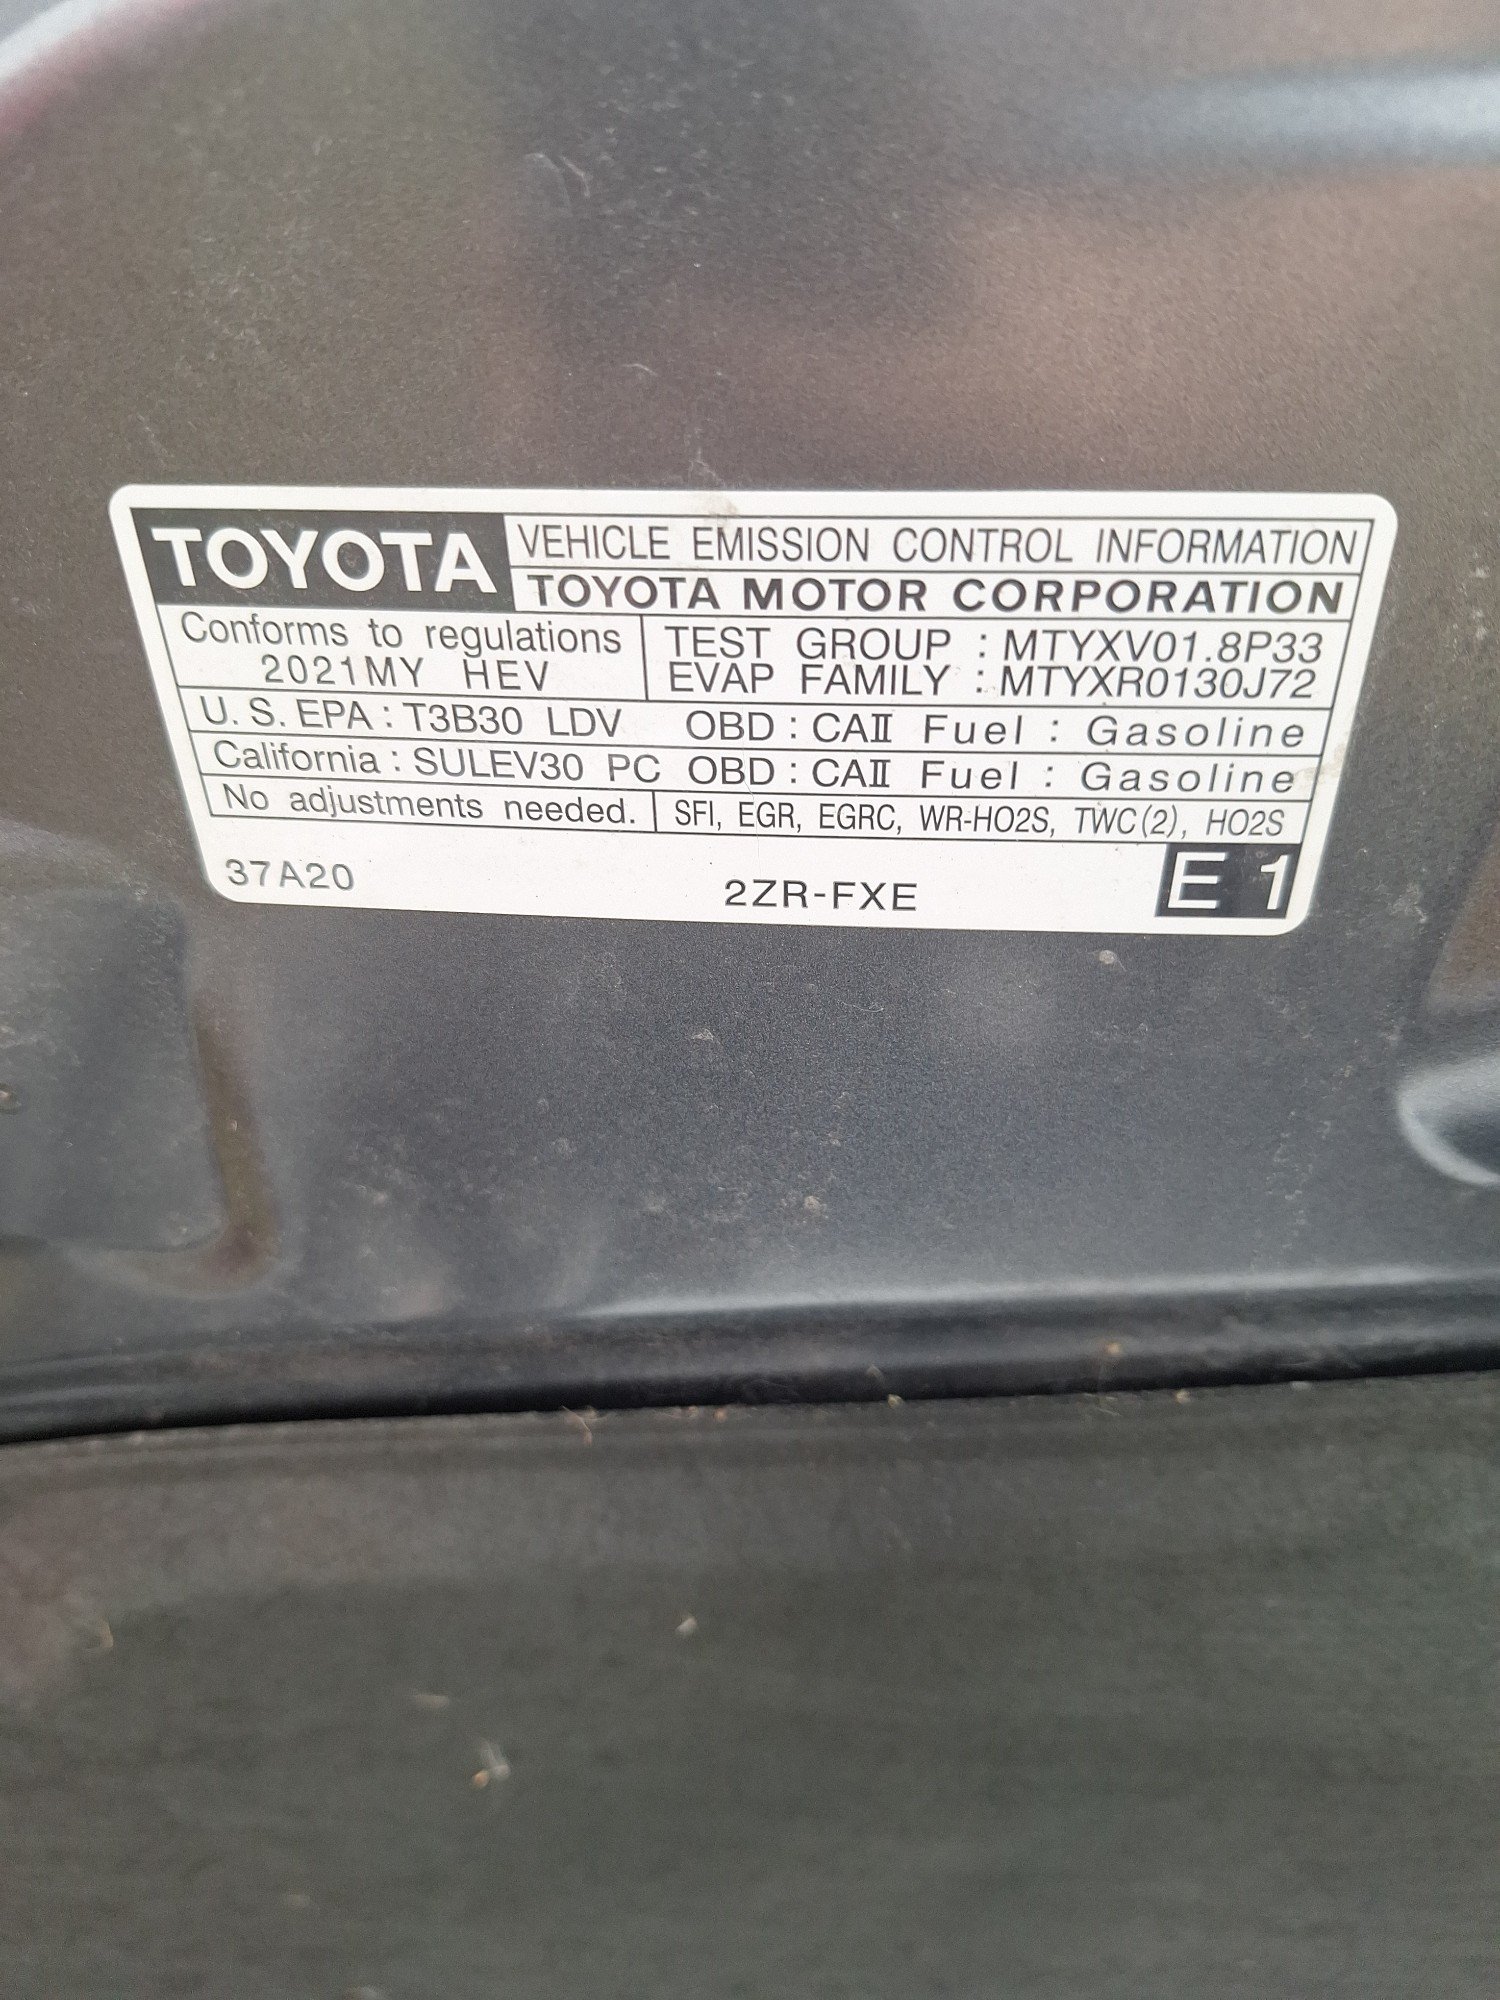 TOYOTA VEHICLE EMISSION CONTROL INFORMATION
TOYOTA MOTOR CORPORATION
Conforms to regulations
2021MY HEV
TEST GROUP : MTYXV01.8P33
EVAP FAMILY : MTYXR0130J72
U.S.EPA : T3B30 LDV OBD : CAⅡ Fuel : Gasoline
California : SULEV30 PC OBD : CAⅡ Fuel : Gasoline
No adjustments needed. SFI, EGR, EGRC, WR-HO2S, TWC(2), HO2S
37A20 2ZR-FXE E 1